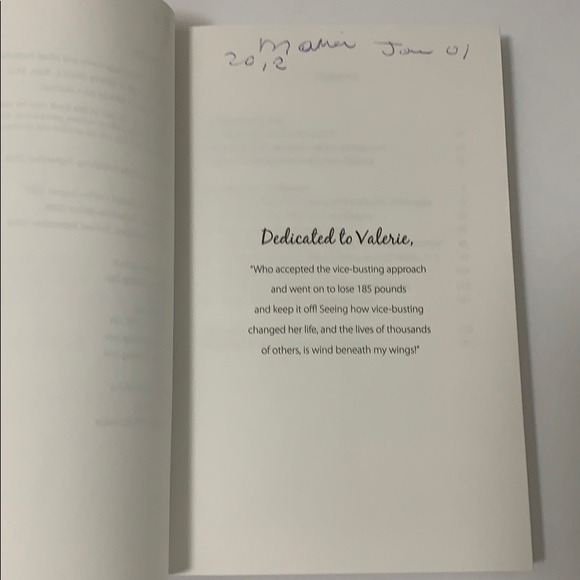 Jan 01
2012
Dedicated to Valerie,
"Who accepted the vice-busting approach
and went on to lose 185 pounds
and keep it off! Seeing how vice-busting
changed her life, and the lives of thousands
of others, is wind beneath my wings!"